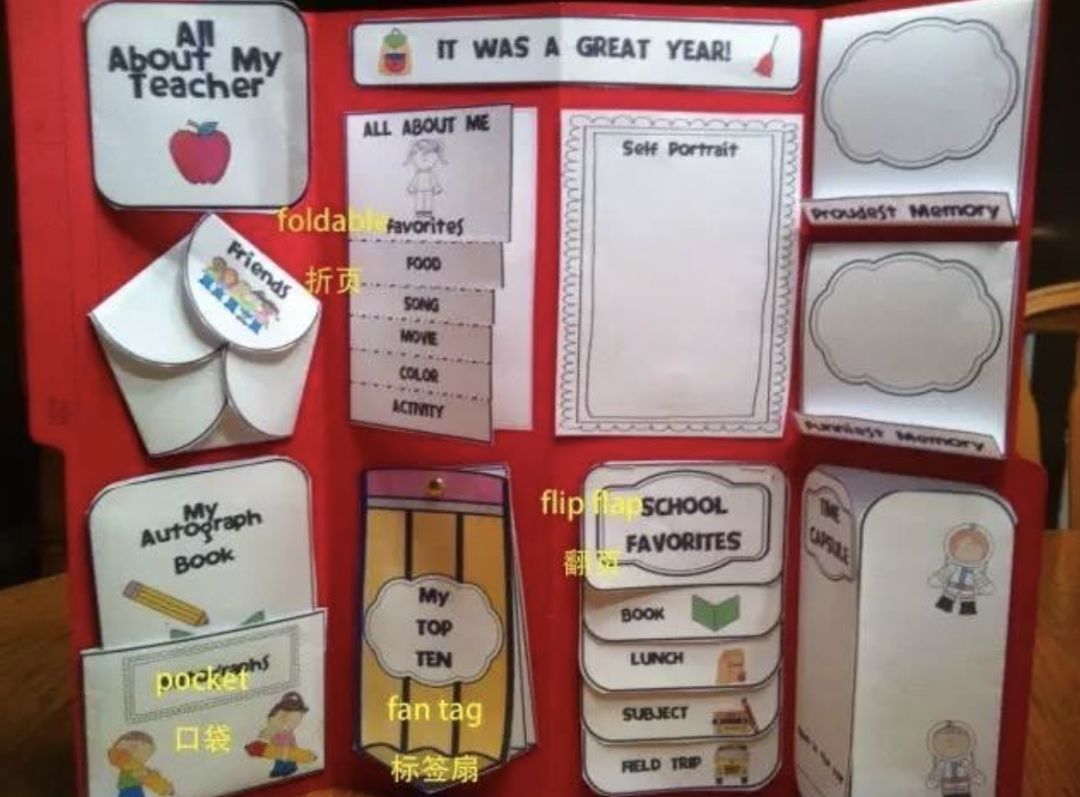 All
About My
Teacher
IT WAS A GREAT YEAR!
ALL ABOUT ME
Favorites
FOOD
SONG
MOVIE
COLOR
ACTIVITY
Self Portrait
Proudest Memory
Funniest Memory
Friends
foldable
折页
My
Autograph
Book
pocket
口袋
My
TOP
TEN
fan tag
标签扇
flip flap
翻页
SCHOOL
FAVORITES
BOOK
LUNCH
SUBJECT
FIELD TRIP
TIME
CAPSULE